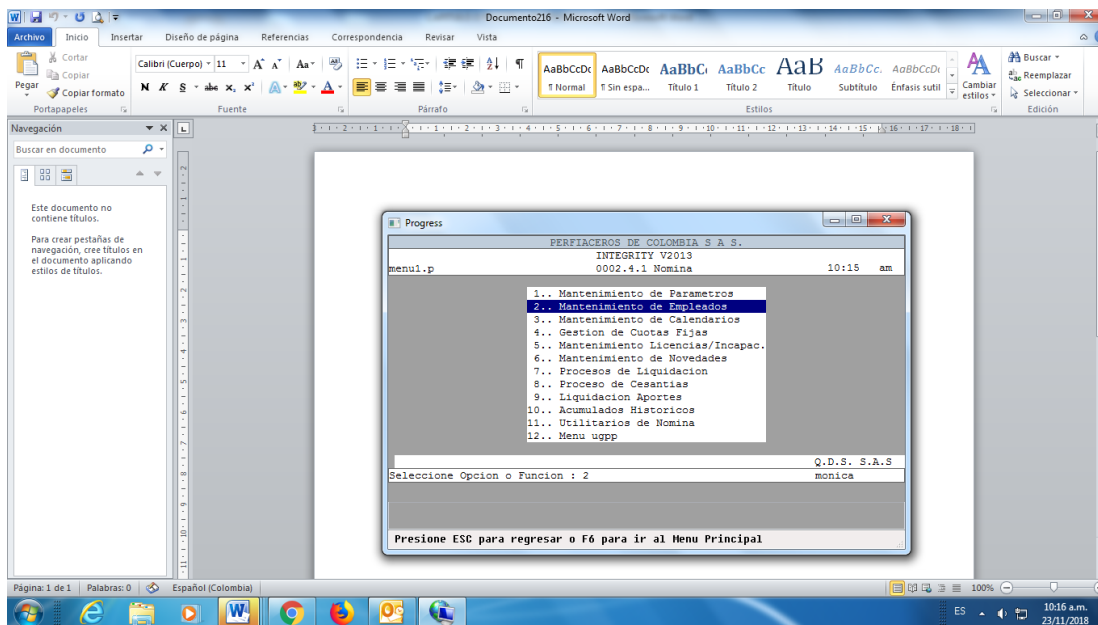 Documento216 - Microsoft Word
Archivo Inicio Insertar Diseño de página Referencias Correspondencia Revisar Vista
Pegar
Cortar
Copiar
Copiar formato
Portapapeles
Calibri (Cuerpo) 11
N K S abc x₂ x²
Fuente
Párrafo
AaBbCcDc AaBbCcDc AaBbC AaBbCc AaB AaBbCc. AaBbCcDc
¶ Normal ¶ Sin espa... Título 1 Título 2 Título Subtítulo Énfasis sutil
Cambiar estilos
Estilos
Buscar
Reemplazar
Seleccionar
Edición
Navegación
Buscar en documento
Este documento no
contiene títulos.
Para crear pestañas de
navegación, cree títulos en
el documento aplicando
estilos de títulos.
Progress
PERFIACEROS DE COLOMBIA S A S.
INTEGRITY V2013
menu1.p 0002.4.1 Nomina 10:15 am
1.. Mantenimiento de Parametros
2.. Mantenimiento de Empleados
3.. Mantenimiento de Calendarios
4.. Gestion de Cuotas Fijas
5.. Mantenimiento Licencias/Incapac.
6.. Mantenimiento de Novedades
7.. Procesos de Liquidacion
8.. Proceso de Cesantias
9.. Liquidacion Aportes
10.. Acumulados Historicos
11.. Utilitarios de Nomina
12.. Menu ugpp
Q.D.S. S.A.S
Seleccione Opcion o Funcion : 2 monica
Presione ESC para regresar o F6 para ir al Menu Principal
Página: 1 de 1 Palabras: 0 Español (Colombia) 100%
ES 10:16 a.m.
23/11/2018